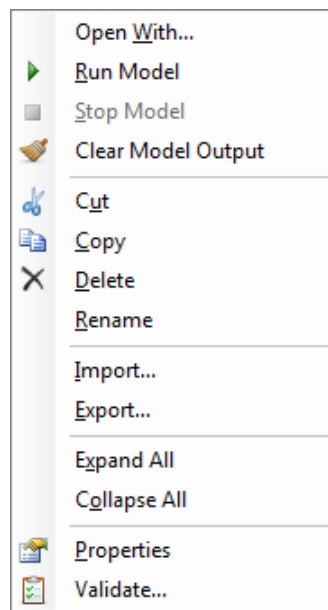 Open With...
Run Model
Stop Model
Clear Model Output
Cut
Copy
Delete
Rename
Import...
Export...
Expand All
Collapse All
Properties
Validate...